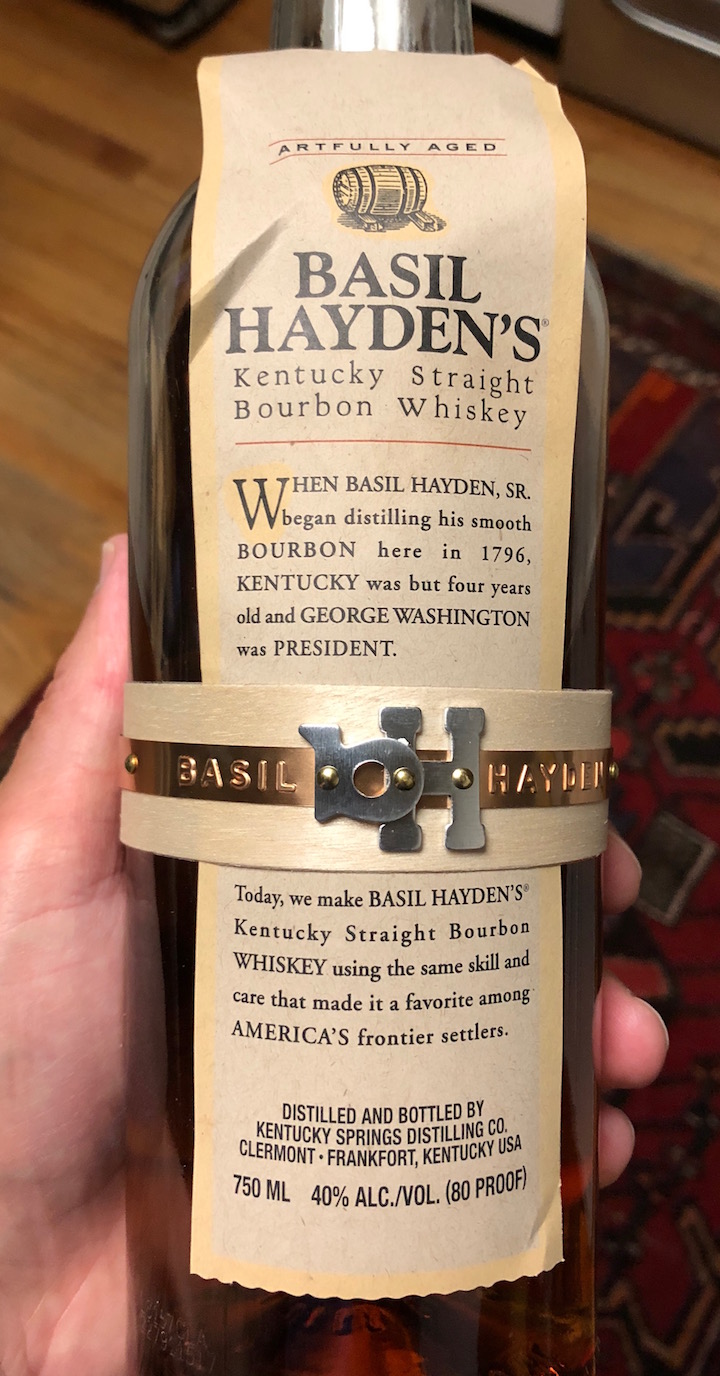 ARTFULLY AGED
BASIL
HAYDEN'S®
Kentucky Straight
Bourbon Whiskey
WHEN BASIL HAYDEN, SR.
began distilling his smooth
BOURBON here in 1796,
KENTUCKY was but four years
old and GEORGE WASHINGTON
was PRESIDENT.
BASIL BH HAYDEN
Today, we make BASIL HAYDEN'S®
Kentucky Straight Bourbon
WHISKEY using the same skill and
care that made it a favorite among
AMERICA'S frontier settlers.
DISTILLED AND BOTTLED BY
KENTUCKY SPRINGS DISTILLING CO.
CLERMONT • FRANKFORT, KENTUCKY USA
750 ML 40% ALC./VOL. (80 PROOF)